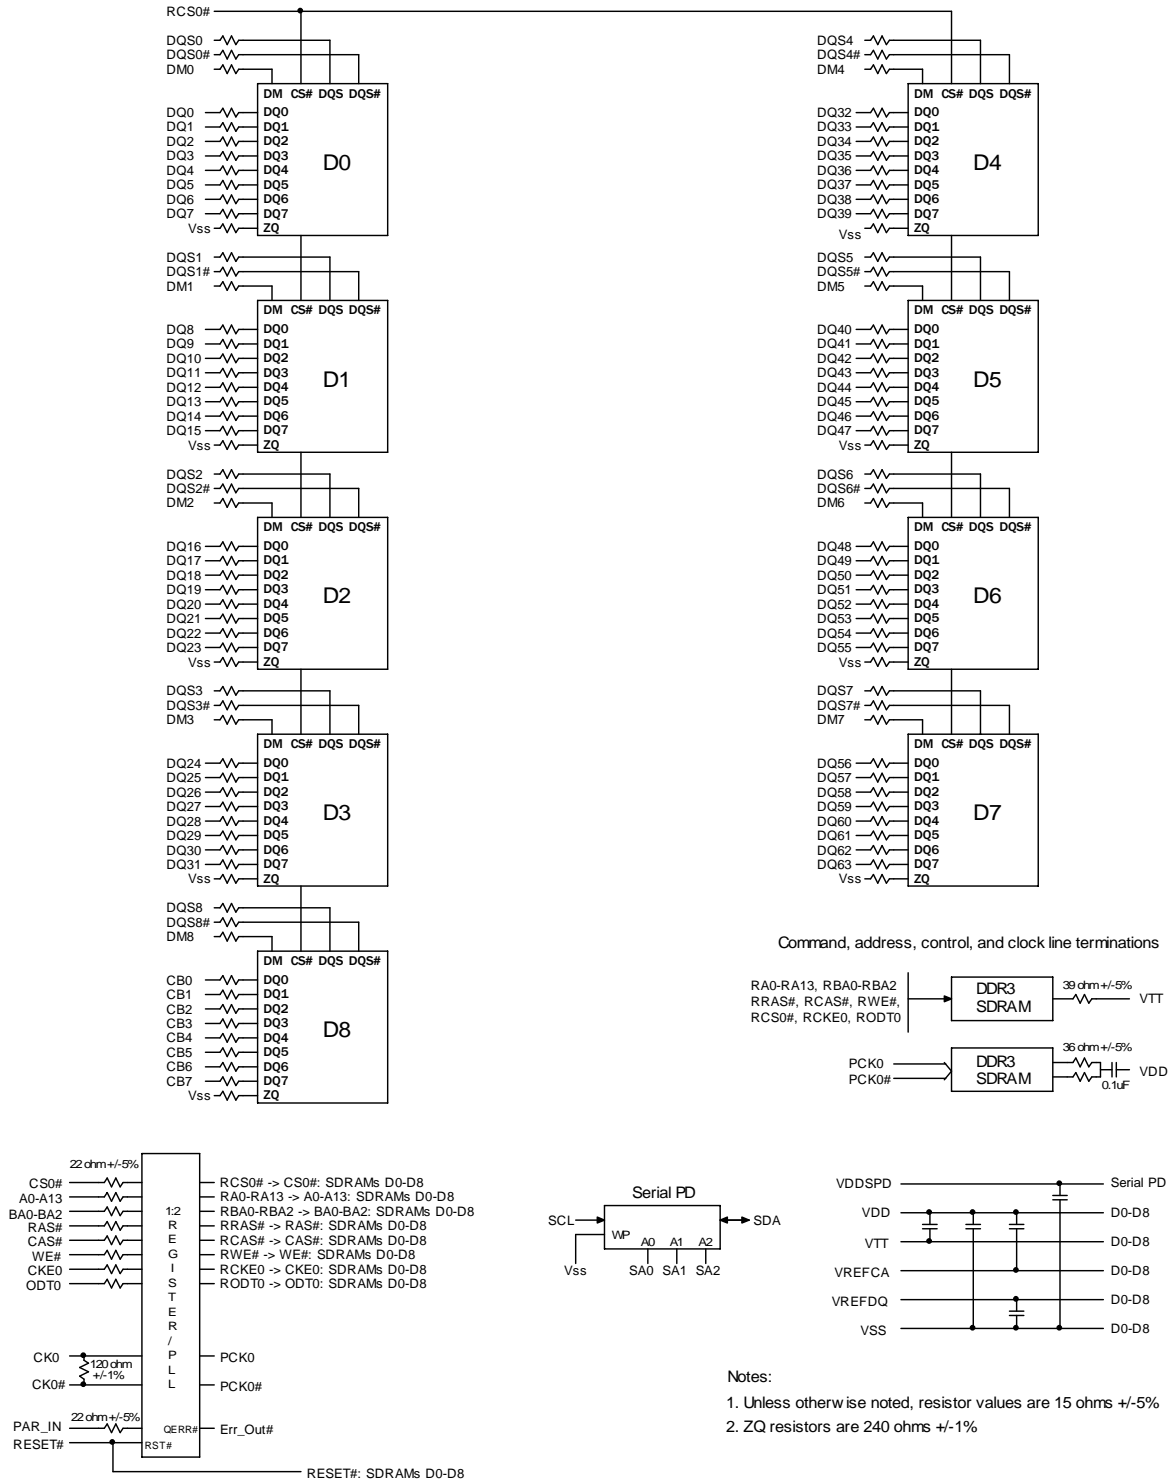 RCS0#
DQS0
DQS0#
DM0
DM CS# DQS DQS#
DQ0 DQ0
DQ1 DQ1
DQ2 DQ2
DQ3 DQ3
DQ4 DQ4
DQ5 DQ5
DQ6 DQ6
DQ7 DQ7
Vss ZQ
D0
DQS1
DQS1#
DM1
DM CS# DQS DQS#
DQ8 DQ0
DQ9 DQ1
DQ10 DQ2
DQ11 DQ3
DQ12 DQ4
DQ13 DQ5
DQ14 DQ6
DQ15 DQ7
Vss ZQ
D1
DQS2
DQS2#
DM2
DM CS# DQS DQS#
DQ16 DQ0
DQ17 DQ1
DQ18 DQ2
DQ19 DQ3
DQ20 DQ4
DQ21 DQ5
DQ22 DQ6
DQ23 DQ7
Vss ZQ
D2
DQS3
DQS3#
DM3
DM CS# DQS DQS#
DQ24 DQ0
DQ25 DQ1
DQ26 DQ2
DQ27 DQ3
DQ28 DQ4
DQ29 DQ5
DQ30 DQ6
DQ31 DQ7
Vss ZQ
D3
DQS8
DQS8#
DM8
DM CS# DQS DQS#
CB0 DQ0
CB1 DQ1
CB2 DQ2
CB3 DQ3
CB4 DQ4
CB5 DQ5
CB6 DQ6
CB7 DQ7
Vss ZQ
D8
DQS4
DQS4#
DM4
DM CS# DQS DQS#
DQ32 DQ0
DQ33 DQ1
DQ34 DQ2
DQ35 DQ3
DQ36 DQ4
DQ37 DQ5
DQ38 DQ6
DQ39 DQ7
Vss ZQ
D4
DQS5
DQS5#
DM5
DM CS# DQS DQS#
DQ40 DQ0
DQ41 DQ1
DQ42 DQ2
DQ43 DQ3
DQ44 DQ4
DQ45 DQ5
DQ46 DQ6
DQ47 DQ7
Vss ZQ
D5
DQS6
DQS6#
DM6
DM CS# DQS DQS#
DQ48 DQ0
DQ49 DQ1
DQ50 DQ2
DQ51 DQ3
DQ52 DQ4
DQ53 DQ5
DQ54 DQ6
DQ55 DQ7
Vss ZQ
D6
DQS7
DQS7#
DM7
DM CS# DQS DQS#
DQ56 DQ0
DQ57 DQ1
DQ58 DQ2
DQ59 DQ3
DQ60 DQ4
DQ61 DQ5
DQ62 DQ6
DQ63 DQ7
Vss ZQ
D7
Command, address, control, and clock line terminations
RA0-RA13, RBA0-RBA2
RRAS#, RCAS#, RWE#,
RCS0#, RCKE0, RODT0
DDR3
SDRAM
39 ohm +/-5%
VTT
PCK0
PCK0#
DDR3
SDRAM
36 ohm +/-5%
0.1uF
VDD
22 ohm +/-5%
CS0#
A0-A13
BA0-BA2
RAS#
CAS#
WE#
CKE0
ODT0
1:2
R
E
G
I
S
T
E
R
/
P
L
L
RCS0# -> CS0#: SDRAMs D0-D8
RA0-RA13 -> A0-A13: SDRAMs D0-D8
RBA0-RBA2 -> BA0-BA2: SDRAMs D0-D8
RRAS# -> RAS#: SDRAMs D0-D8
RCAS# -> CAS#: SDRAMs D0-D8
RWE# -> WE#: SDRAMs D0-D8
RCKE0 -> CKE0: SDRAMs D0-D8
RODT0 -> ODT0: SDRAMs D0-D8
CK0
120 ohm
+/-1%
CK0#
PCK0
PCK0#
PAR_IN
22 ohm +/-5%
QERR#
Err_Out#
RESET#
RST#
RESET#: SDRAMs D0-D8
Serial PD
SCL
SDA
WP
A0 A1 A2
Vss
SA0 SA1 SA2
VDDSPD Serial PD
VDD D0-D8
VTT D0-D8
VREFCA D0-D8
VREFDQ D0-D8
VSS D0-D8
Notes:
1. Unless otherwise noted, resistor values are 15 ohms +/-5%
2. ZQ resistors are 240 ohms +/-1%